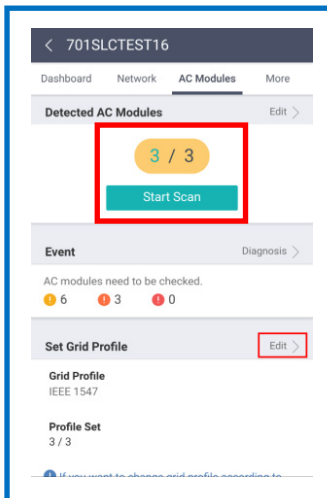 < 701SLCTEST16
Dashboard Network AC Modules More
Detected AC Modules Edit >
3 / 3
Start Scan
Event Diagnosis >
AC modules need to be checked.
6 3 0
Set Grid Profile Edit >
Grid Profile
IEEE 1547
Profile Set
3 / 3
If you want to change grid profile according to